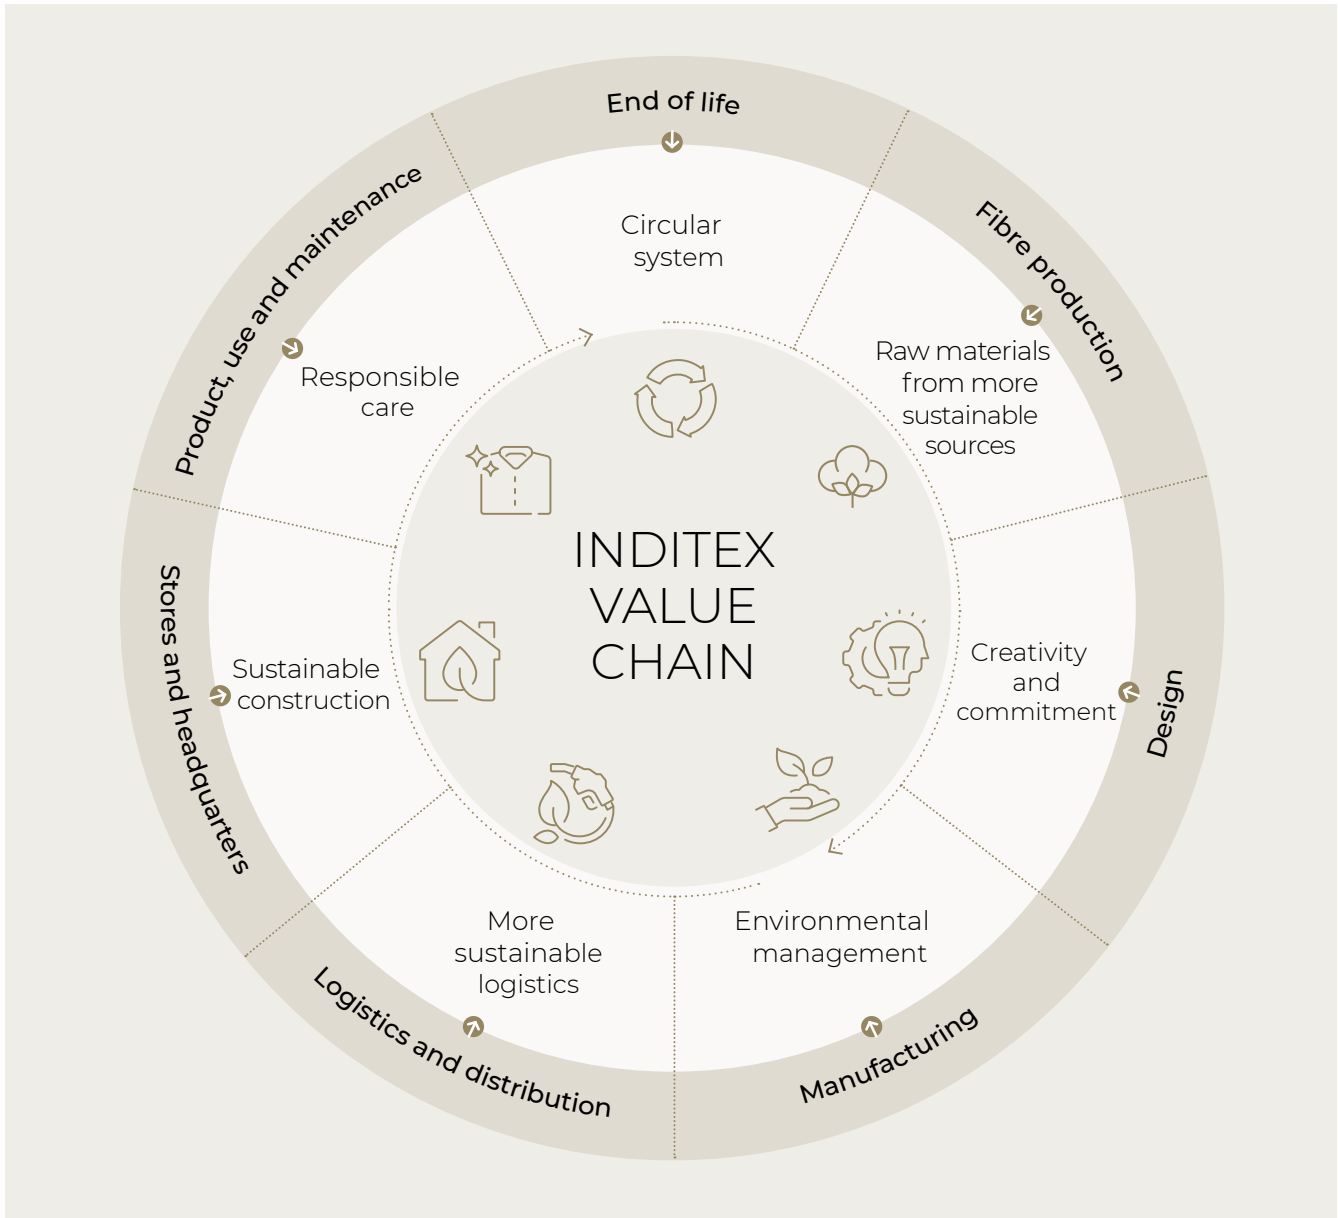 End of life
Circular
system
Fibre production
Raw materials
from more
sustainable
sources
Design
Creativity
and
commitment
Manufacturing
Environmental
management
Logistics and distribution
More
sustainable
logistics
Stores and headquarters
Sustainable
construction
Product, use and maintenance
Responsible
care
INDITEX
VALUE
CHAIN